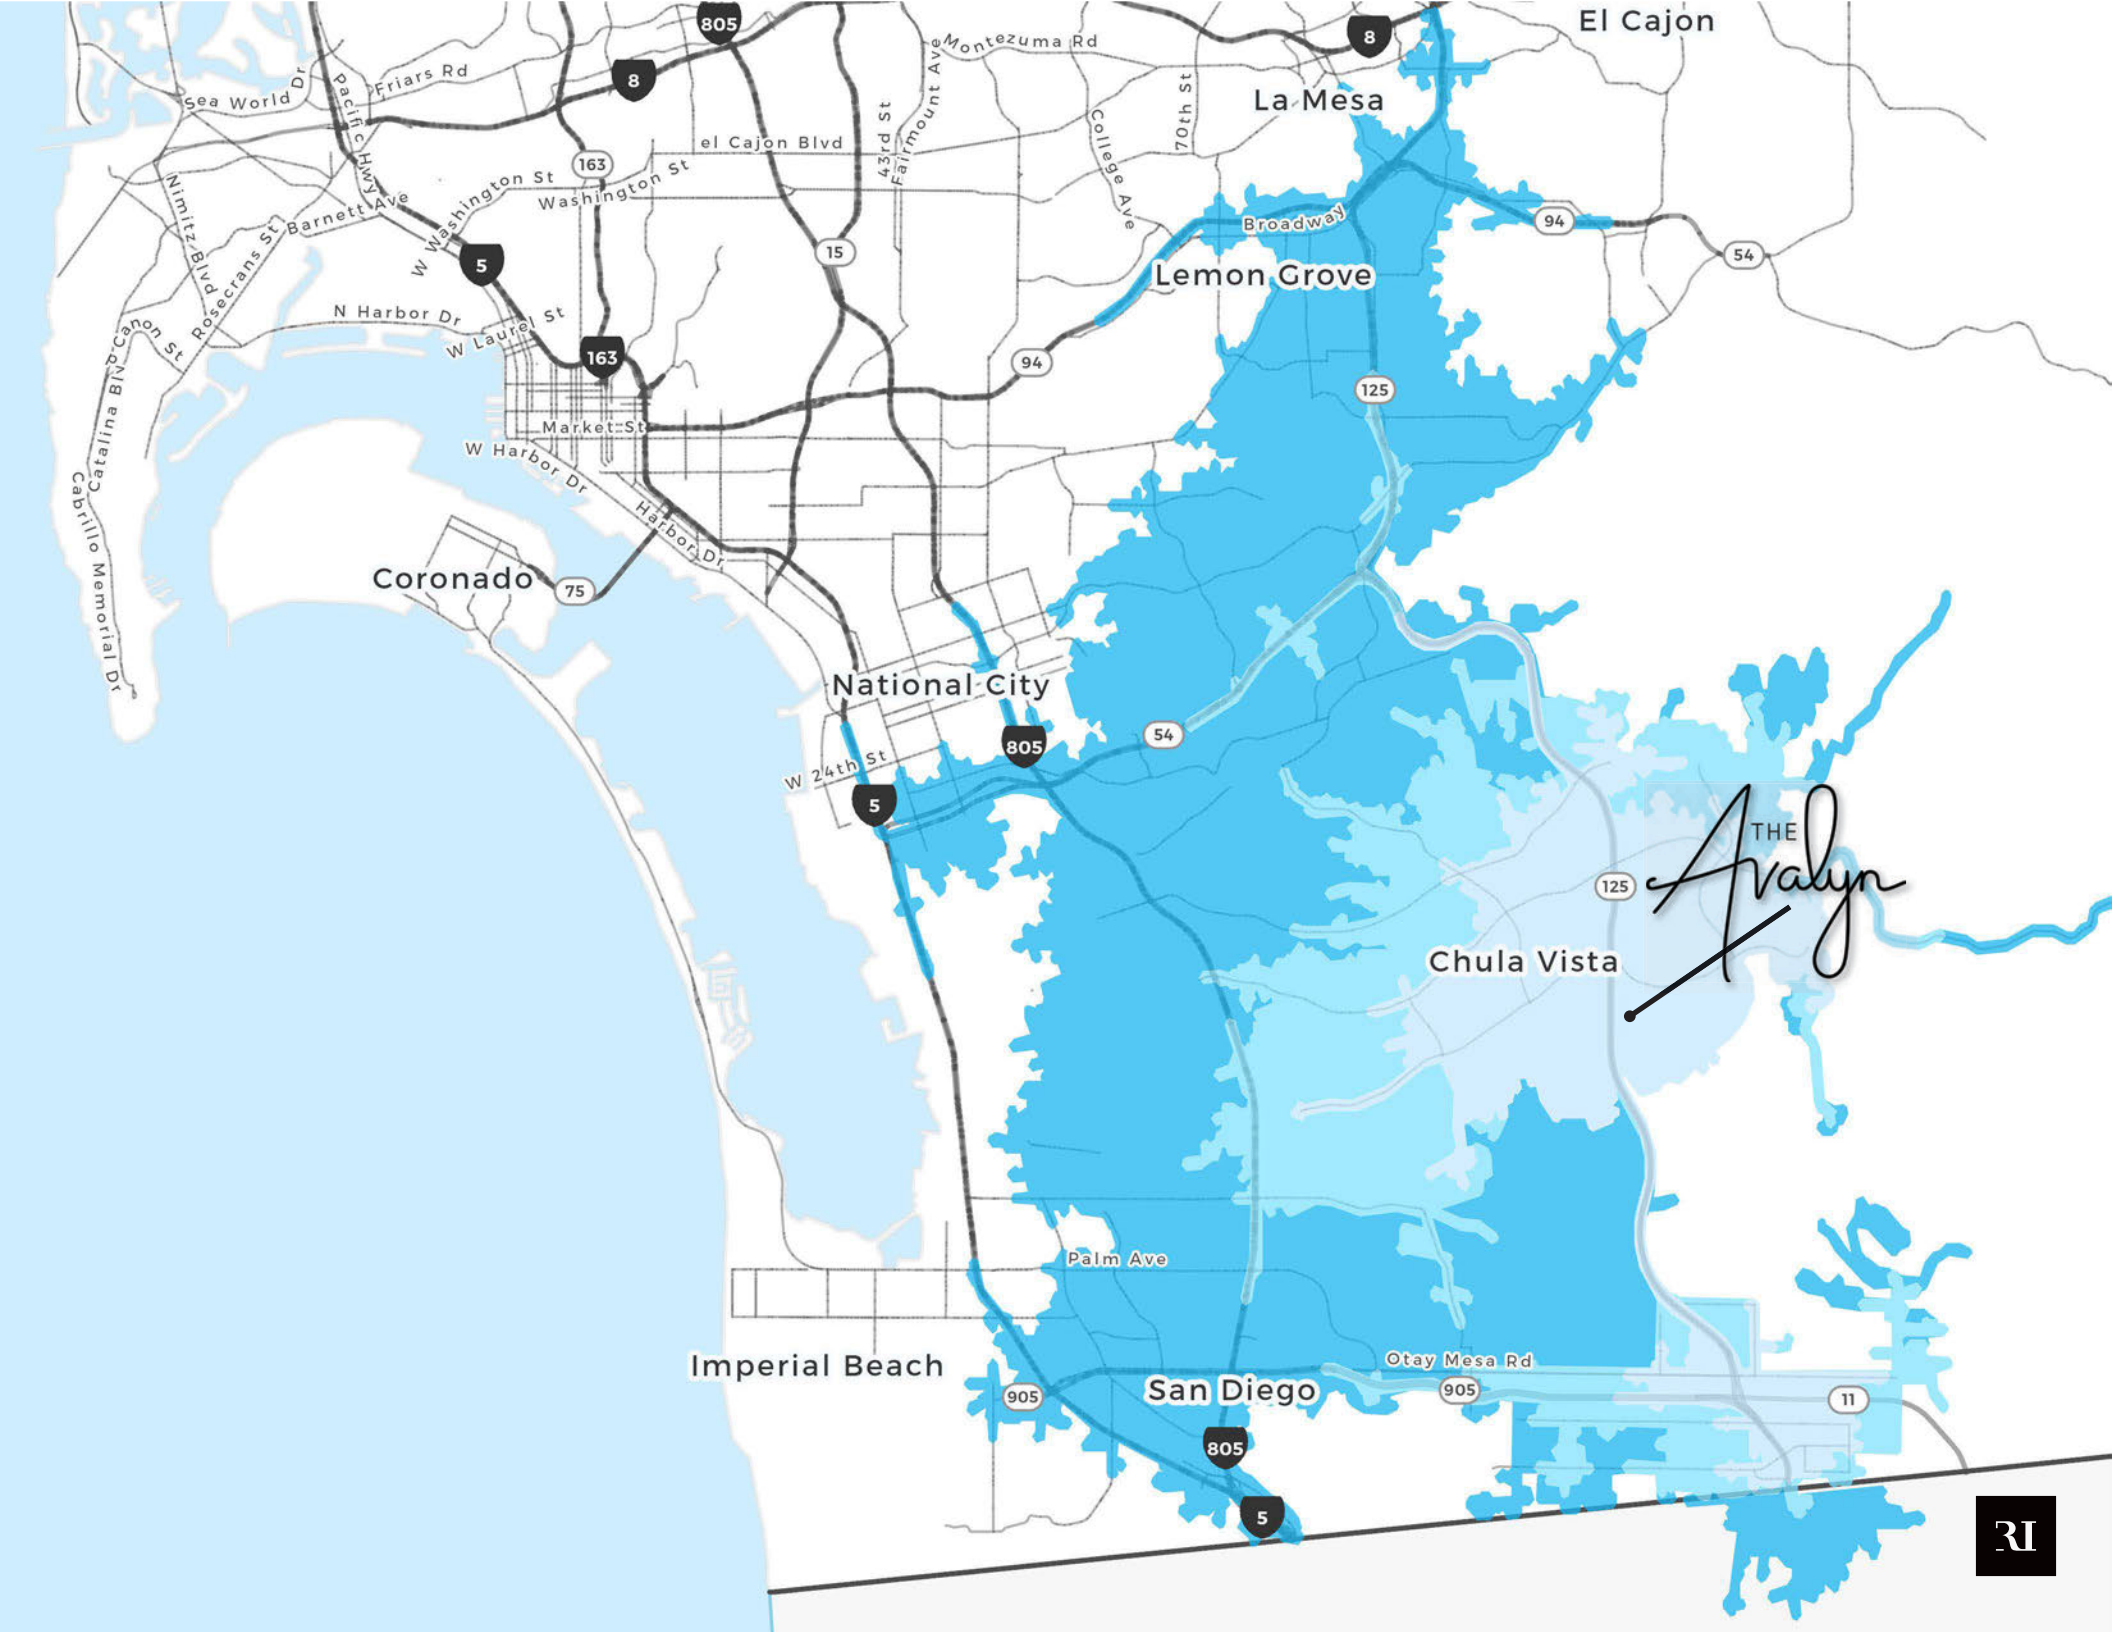 805
El Cajon
8
Montezuma Rd
Friars Rd
8
Sea World Dr
Pacific Hwy
La Mesa
70th St
43rd St
Fairmount Ave
College Ave
el Cajon Blvd
163
Washington St
W Washington St
Barnett Ave
Nimitz Blvd
Rosecrans St
Broadway
94
54
15
5
Lemon Grove
N Harbor Dr
W Laurel St
Canon St
163
94
125
Catalina Blvd
Market St
W Harbor Dr
Harbor Dr
Cabrillo Memorial Dr
Coronado
75
National City
54
805
W 24th St
5
THE
Avalyn
125
Chula Vista
Palm Ave
Imperial Beach
Otay Mesa Rd
905
San Diego
905
11
805
5
RI